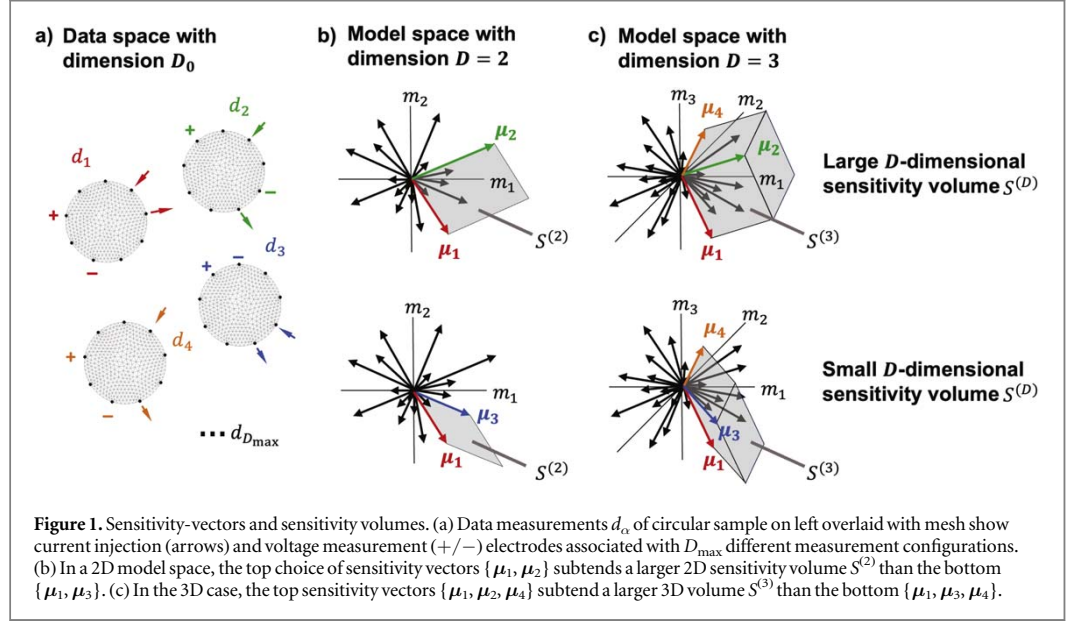 a) Data space with
dimension D₀
b) Model space with
dimension D = 2
c) Model space with
dimension D = 3
d₁
+
−
d₂
+
−
d₃
+
−
d₄
+
−
... d_{D_max}
m₂
μ₂
m₁
μ₁
S⁽²⁾
m₃
m₂
μ₄
μ₂
m₁
μ₁
S⁽³⁾
Large D-dimensional
sensitivity volume S⁽ᴰ⁾
m₂
m₁
μ₃
μ₁
S⁽²⁾
m₃
m₂
μ₄
m₁
μ₃
μ₁
S⁽³⁾
Small D-dimensional
sensitivity volume S⁽ᴰ⁾
Figure 1. Sensitivity-vectors and sensitivity volumes. (a) Data measurements d_α of circular sample on left overlaid with mesh show
current injection (arrows) and voltage measurement (+/−) electrodes associated with D_max different measurement configurations.
(b) In a 2D model space, the top choice of sensitivity vectors {μ₁, μ₂} subtends a larger 2D sensitivity volume S⁽²⁾ than the bottom
{μ₁, μ₃}. (c) In the 3D case, the top sensitivity vectors {μ₁, μ₂, μ₄} subtend a larger 3D volume S⁽³⁾ than the bottom {μ₁, μ₃, μ₄}.